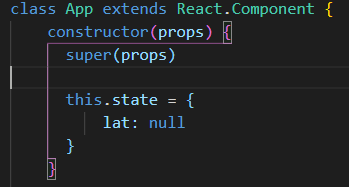 class App extends React.Component {
constructor(props) {
super(props)
this.state = {
lat: null
}
}